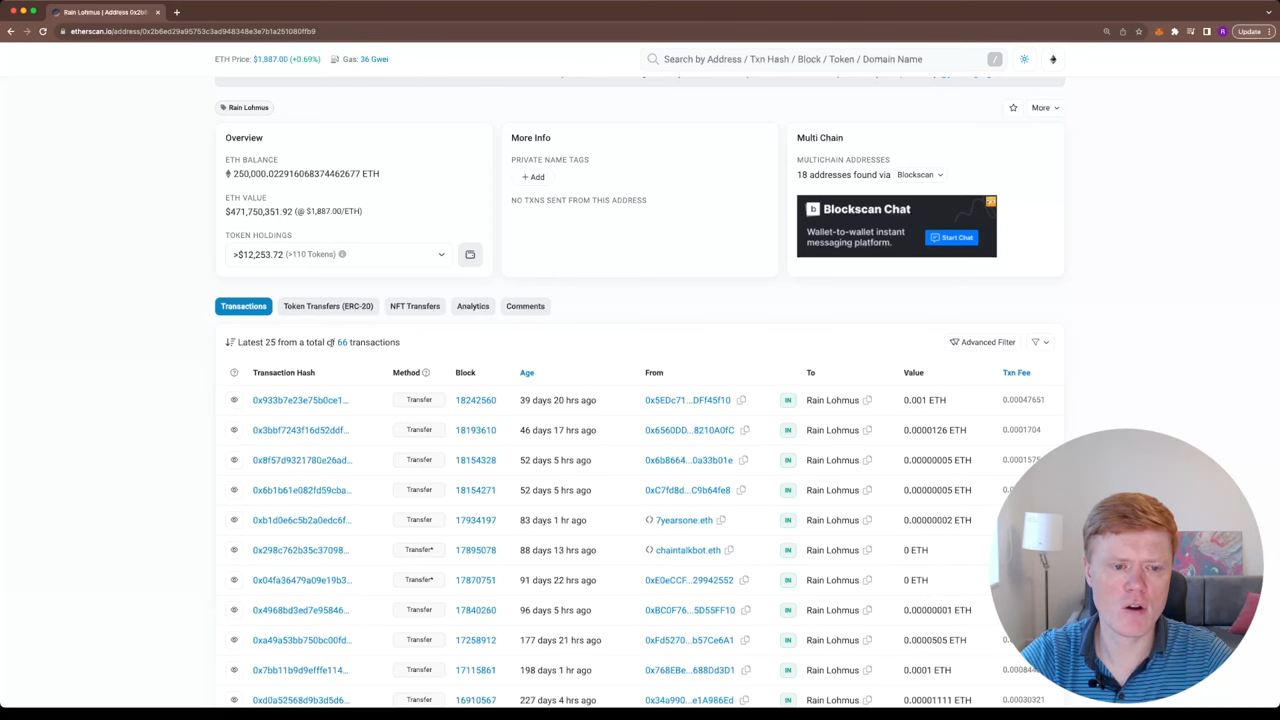 Rain Lohmus | Address 0x2b6
etherscan.io/address/0x2b6ed29a95753c3ad948348e3e7b1a251080ffb9
R
Update
ETH Price: $1,887.00 (+0.69%)
Gas: 36 Gwei
Search by Address / Txn Hash / Block / Token / Domain Name
/
Rain Lohmus
More
Overview
ETH BALANCE
250,000.022916068374462677 ETH
ETH VALUE
$471,750,351.92 (@ $1,887.00/ETH)
TOKEN HOLDINGS
>$12,253.72 (>110 Tokens)
More Info
PRIVATE NAME TAGS
+ Add
NO TXNS SENT FROM THIS ADDRESS
Multi Chain
MULTICHAIN ADDRESSES
18 addresses found via Blockscan
b Blockscan Chat
Wallet-to-wallet instant
messaging platform.
Start Chat
Transactions Token Transfers (ERC-20) NFT Transfers Analytics Comments
Latest 25 from a total of 66 transactions
Advanced Filter
Transaction Hash Method Block Age From To Value Txn Fee
0x933b7e23e75b0ce1... Transfer 18242560 39 days 20 hrs ago 0x5EDc71...DFf45f10 IN Rain Lohmus 0.001 ETH 0.00047651
0x3bbf7243f16d52ddf... Transfer 18193610 46 days 17 hrs ago 0x6560DD...8210A0fC IN Rain Lohmus 0.0000126 ETH 0.0001704
0x8f57d9321780e26ad... Transfer 18154328 52 days 5 hrs ago 0x6b8664...0a33b01e IN Rain Lohmus 0.00000005 ETH
0x6b1b61e082fd59cba... Transfer 18154271 52 days 5 hrs ago 0xC7fd8d...C9b64fe8 IN Rain Lohmus 0.00000005 ETH
0xb1d0e6c5b2a0edc6f... Transfer 17934197 83 days 1 hr ago 7yearsone.eth IN Rain Lohmus 0.00000002 ETH
0x298c762b35c37098... Transfer* 17895078 88 days 13 hrs ago chaintalkbot.eth IN Rain Lohmus 0 ETH
0x04fa36479a09e19b3... Transfer* 17870751 91 days 22 hrs ago 0xE0eCCF...29942552 IN Rain Lohmus 0 ETH
0x4968bd3ed7e95846... Transfer 17840260 96 days 5 hrs ago 0xBC0F76...5D55FF10 IN Rain Lohmus 0.00000001 ETH
0xa49a53bb750bc00fd... Transfer 17258912 177 days 21 hrs ago 0xFd5270...b57Ce6A1 IN Rain Lohmus 0.0000505 ETH
0x7bb11b9d9efffe114... Transfer 17115861 198 days 1 hr ago 0x768EBe...688Dd3D1 IN Rain Lohmus 0.0001 ETH
0xd0a52568d9b3d5d6... Transfer 16910567 227 days 4 hrs ago 0x34a990...e1A986Ed IN Rain Lohmus 0.00001111 ETH 0.00030321